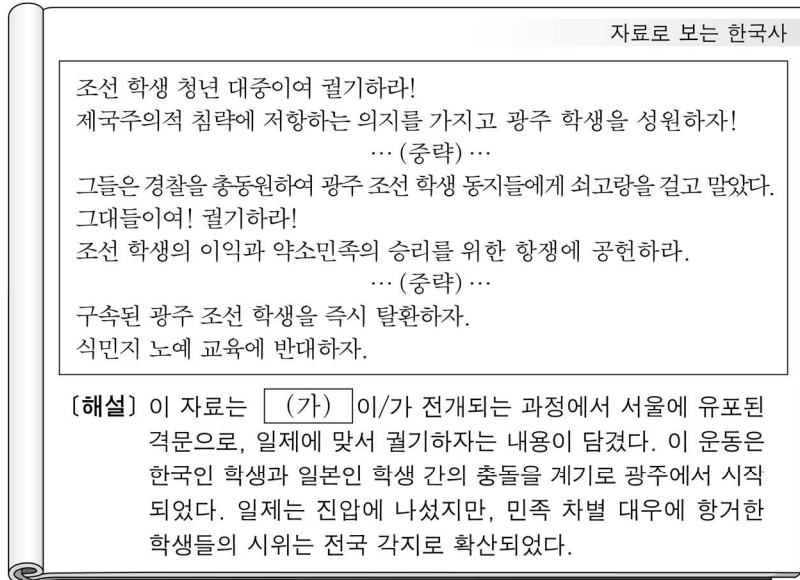 자료로 보는 한국사
조선 학생 청년 대중이여 궐기하라!
제국주의적 침략에 저항하는 의지를 가지고 광주 학생을 성원하자!
… (중략) …
그들은 경찰을 총동원하여 광주 조선 학생 동지들에게 쇠고랑을 걸고 말았다.
그대들이여! 궐기하라!
조선 학생의 이익과 약소민족의 승리를 위한 항쟁에 공헌하라.
… (중략) …
구속된 광주 조선 학생을 즉시 탈환하자.
식민지 노예 교육에 반대하자.
〔해설〕 이 자료는 (가) 이/가 전개되는 과정에서 서울에 유포된
격문으로, 일제에 맞서 궐기하자는 내용이 담겼다. 이 운동은
한국인 학생과 일본인 학생 간의 충돌을 계기로 광주에서 시작
되었다. 일제는 진압에 나섰지만, 민족 차별 대우에 항거한
학생들의 시위는 전국 각지로 확산되었다.